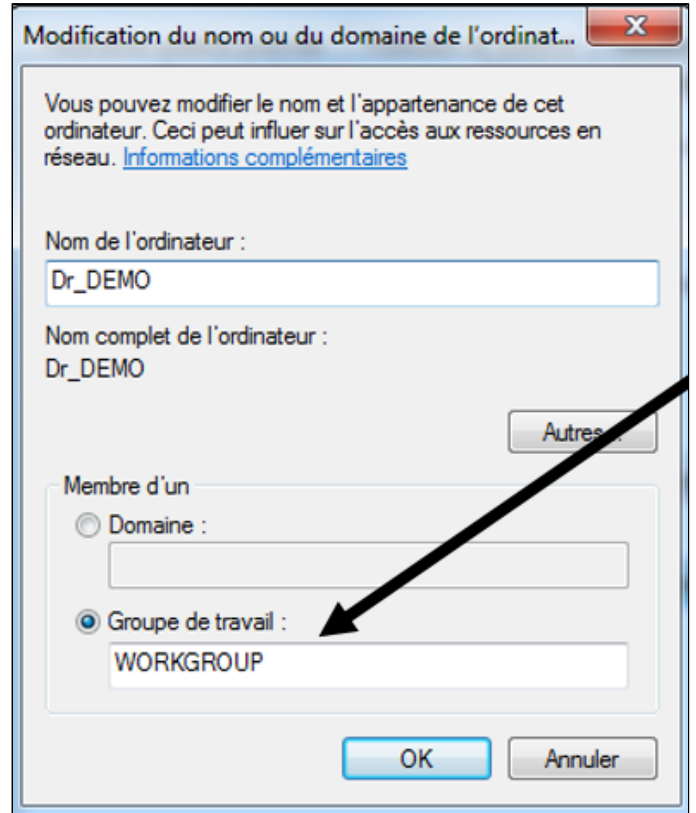 Modification du nom ou du domaine de l'ordinat...
Vous pouvez modifier le nom et l'appartenance de cet
ordinateur. Ceci peut influer sur l'accès aux ressources en
réseau. Informations complémentaires
Nom de l'ordinateur :
Dr_DEMO
Nom complet de l'ordinateur :
Dr_DEMO
Autres...
Membre d'un
Domaine :
Groupe de travail :
WORKGROUP
OK
Annuler